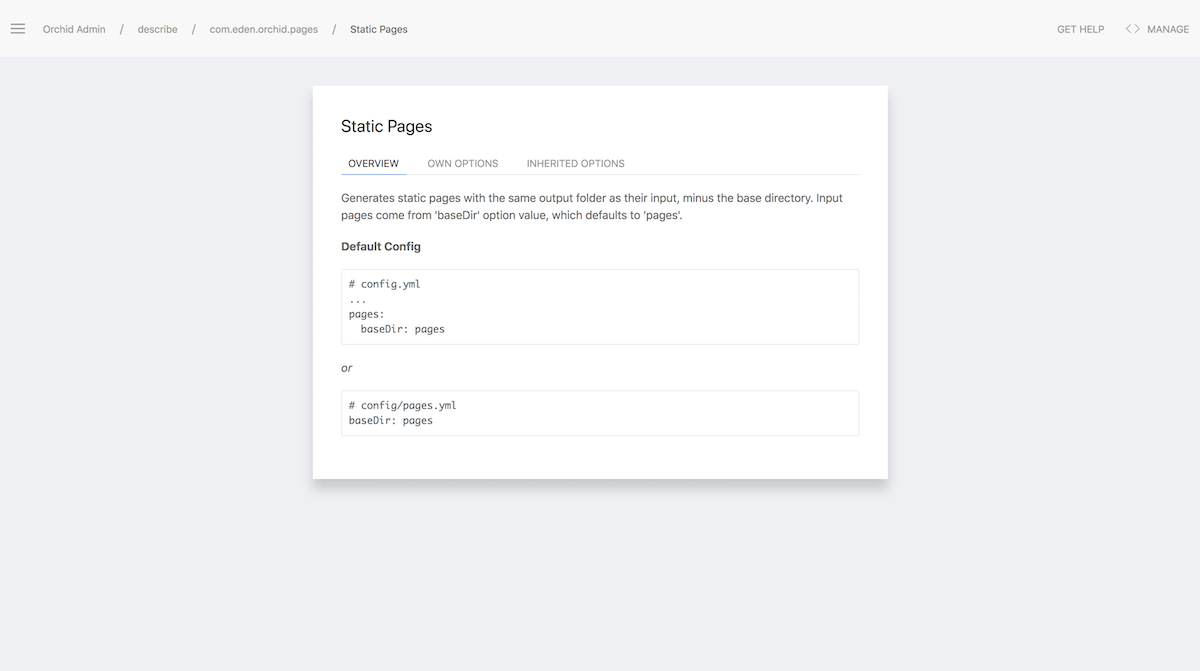 Orchid Admin / describe / com.eden.orchid.pages / Static Pages GET HELP <> MANAGE
Static Pages
OVERVIEW OWN OPTIONS INHERITED OPTIONS
Generates static pages with the same output folder as their input, minus the base directory. Input
pages come from 'baseDir' option value, which defaults to 'pages'.
Default Config
# config.yml
...
pages:
  baseDir: pages
or
# config/pages.yml
baseDir: pages